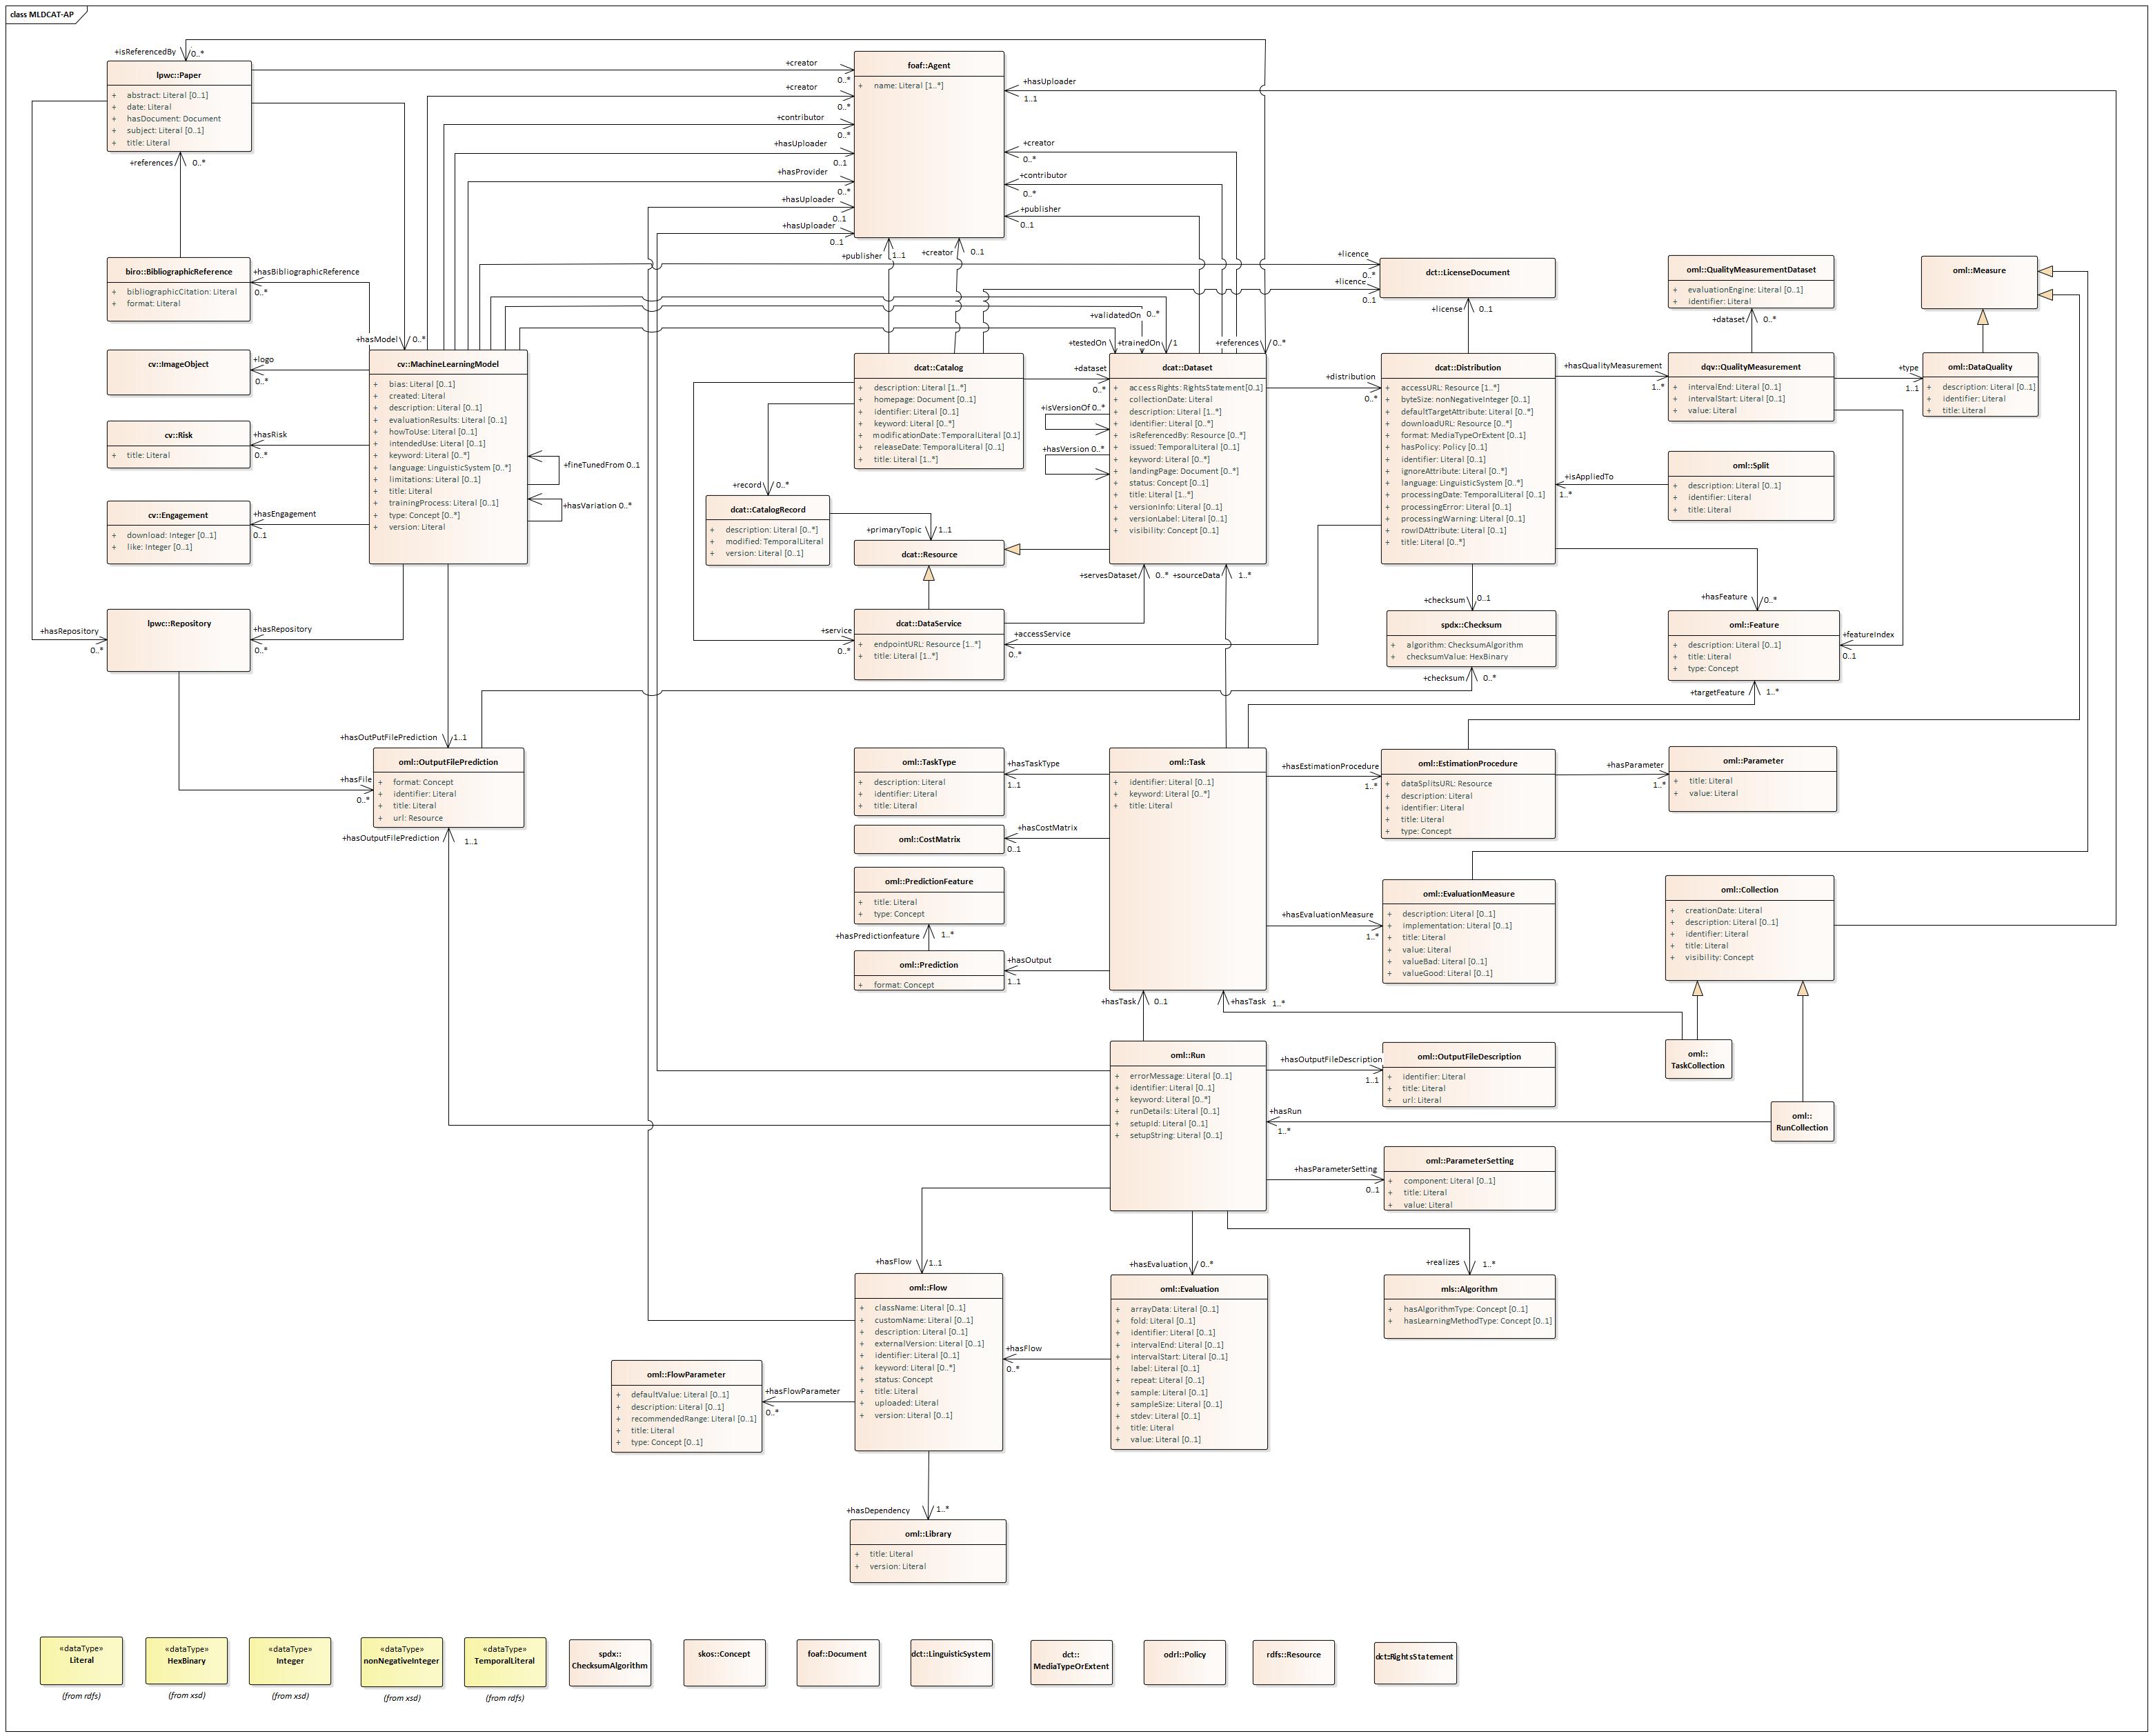 class MLDCAT-AP
+isReferencedBy
0..*
lpwc::Paper
+ abstract: Literal [0..1]
+ date: Literal
+ hasDocument: Document
+ subject: Literal [0..1]
+ title: Literal
+creator
0..*
+creator
0..*
+contributor
0..*
+hasUploader
0..1
+hasProvider
0..*
+hasUploader
0..1
+hasUploader
0..1
foaf::Agent
+ name: Literal [1..*]
+hasUploader
1..1
+creator
0..*
+contributor
0..*
+publisher
0..1
+publisher
1..1
+creator
0..1
+references
0..*
biro::BibliographicReference
+ bibliographicCitation: Literal
+ format: Literal
+hasBibliographicReference
0..*
+licence
0..*
+licence
0..1
dct::LicenseDocument
+license
0..1
oml::QualityMeasurementDataset
+ evaluationEngine: Literal [0..1]
+ identifier: Literal
+dataset
0..*
oml::Measure
+hasModel
0..*
+validatedOn
0..*
+testedOn
+trainedOn
1
+references
0..*
cv::ImageObject
+logo
0..*
cv::Risk
+ title: Literal
+hasRisk
0..*
cv::Engagement
+ download: Integer [0..1]
+ like: Integer [0..1]
+hasEngagement
0..1
cv::MachineLearningModel
+ bias: Literal [0..1]
+ created: Literal
+ description: Literal [0..1]
+ evaluationResults: Literal [0..1]
+ howToUse: Literal [0..1]
+ intendedUse: Literal [0..1]
+ keyword: Literal [0..*]
+ language: LinguisticSystem [0..*]
+ limitations: Literal [0..1]
+ title: Literal
+ trainingProcess: Literal [0..1]
+ type: Concept [0..*]
+ version: Literal
+fineTunedFrom 0..1
+hasVariation 0..*
dcat::Catalog
+ description: Literal [1..*]
+ homepage: Document [0..1]
+ identifier: Literal [0..1]
+ keyword: Literal [0..*]
+ modificationDate: TemporalLiteral [0..1]
+ releaseDate: TemporalLiteral [0..1]
+ title: Literal [1..*]
+dataset
0..*
+isVersionOf 0..*
+hasVersion 0..*
dcat::Dataset
+ accessRights: RightsStatement[0..1]
+ collectionDate: Literal
+ description: Literal [1..*]
+ identifier: Literal [0..*]
+ isReferencedBy: Resource [0..*]
+ issued: TemporalLiteral [0..1]
+ keyword: Literal [0..*]
+ landingPage: Document [0..*]
+ status: Concept [0..1]
+ title: Literal [1..*]
+ versionInfo: Literal [0..1]
+ versionLabel: Literal [0..1]
+ visibility: Concept [0..1]
+distribution
0..*
dcat::Distribution
+ accessURL: Resource [1..*]
+ byteSize: nonNegativeInteger [0..1]
+ defaultTargetAttribute: Literal [0..*]
+ downloadURL: Resource [0..*]
+ format: MediaTypeOrExtent [0..1]
+ hasPolicy: Policy [0..1]
+ identifier: Literal [0..1]
+ ignoreAttribute: Literal [0..*]
+ language: LinguisticSystem [0..*]
+ processingDate: TemporalLiteral [0..1]
+ processingError: Literal [0..1]
+ processingWarning: Literal [0..1]
+ rowIDAttribute: Literal [0..1]
+ title: Literal [0..*]
+hasQualityMeasurement
1..*
dqv::QualityMeasurement
+ intervalEnd: Literal [0..1]
+ intervalStart: Literal [0..1]
+ value: Literal
+type
1..1
oml::DataQuality
+ description: Literal [0..1]
+ identifier: Literal
+ title: Literal
+isAppliedTo
1..*
oml::Split
+ description: Literal [0..1]
+ identifier: Literal
+ title: Literal
+record
0..*
dcat::CatalogRecord
+ description: Literal [0..*]
+ modified: TemporalLiteral
+ version: Literal [0..1]
+primaryTopic
1..1
dcat::Resource
+servesDataset
0..*
+sourceData
1..*
+service
0..*
dcat::DataService
+ endpointURL: Resource [1..*]
+ title: Literal [1..*]
+accessService
0..*
+checksum
0..1
spdx::Checksum
+ algorithm: ChecksumAlgorithm
+ checksumValue: HexBinary
+checksum
0..*
+hasFeature
0..*
oml::Feature
+ description: Literal [0..1]
+ title: Literal
+ type: Concept
+featureIndex
0..1
+targetFeature
1..*
+hasRepository
0..*
lpwc::Repository
+hasRepository
0..*
+hasOutPutFilePrediction
1..1
+hasFile
0..*
oml::OutputFilePrediction
+ format: Concept
+ identifier: Literal
+ title: Literal
+ url: Resource
+hasOutputFilePrediction
1..1
oml::TaskType
+ description: Literal
+ identifier: Literal
+ title: Literal
+hasTaskType
1..1
oml::CostMatrix
+hasCostMatrix
0..1
oml::PredictionFeature
+ title: Literal
+ type: Concept
+hasPredictionfeature
1..*
oml::Prediction
+ format: Concept
+hasOutput
1..1
oml::Task
+ identifier: Literal [0..1]
+ keyword: Literal [0..*]
+ title: Literal
+hasEstimationProcedure
1..*
oml::EstimationProcedure
+ dataSplitsURL: Resource
+ description: Literal
+ identifier: Literal
+ title: Literal
+ type: Concept
+hasParameter
1..*
oml::Parameter
+ title: Literal
+ value: Literal
+hasEvaluationMeasure
1..*
oml::EvaluationMeasure
+ description: Literal [0..1]
+ implementation: Literal [0..1]
+ title: Literal
+ value: Literal
+ valueBad: Literal [0..1]
+ valueGood: Literal [0..1]
oml::Collection
+ creationDate: Literal
+ description: Literal [0..1]
+ identifier: Literal
+ title: Literal
+ visibility: Concept
+hasTask
0..1
+hasTask
1..*
oml::
TaskCollection
oml::
RunCollection
oml::Run
+ errorMessage: Literal [0..1]
+ identifier: Literal [0..1]
+ keyword: Literal [0..*]
+ runDetails: Literal [0..1]
+ setupId: Literal [0..1]
+ setupString: Literal [0..1]
+hasOutputFileDescription
1..1
oml::OutputFileDescription
+ identifier: Literal
+ title: Literal
+ url: Literal
+hasRun
1..*
+hasParameterSetting
0..1
oml::ParameterSetting
+ component: Literal [0..1]
+ title: Literal
+ value: Literal
+hasFlow
1..1
+hasEvaluation
0..*
+realizes
1..*
oml::Flow
+ className: Literal [0..1]
+ customName: Literal [0..1]
+ description: Literal [0..1]
+ externalVersion: Literal [0..1]
+ identifier: Literal [0..1]
+ keyword: Literal [0..*]
+ status: Concept
+ title: Literal
+ uploaded: Literal
+ version: Literal [0..1]
+hasFlow
0..*
oml::Evaluation
+ arrayData: Literal [0..1]
+ fold: Literal [0..1]
+ identifier: Literal [0..1]
+ intervalEnd: Literal [0..1]
+ intervalStart: Literal [0..1]
+ label: Literal [0..1]
+ repeat: Literal [0..1]
+ sample: Literal [0..1]
+ sampleSize: Literal [0..1]
+ stdev: Literal [0..1]
+ title: Literal
+ value: Literal [0..1]
mls::Algorithm
+ hasAlgorithmType: Concept [0..1]
+ hasLearningMethodType: Concept [0..1]
oml::FlowParameter
+ defaultValue: Literal [0..1]
+ description: Literal [0..1]
+ recommendedRange: Literal [0..1]
+ title: Literal
+ type: Concept [0..1]
+hasFlowParameter
0..*
+hasDependency
1..*
oml::Library
+ title: Literal
+ version: Literal
«dataType»
Literal
(from rdfs)
«dataType»
HexBinary
(from xsd)
«dataType»
Integer
(from xsd)
«dataType»
nonNegativeInteger
(from xsd)
«dataType»
TemporalLiteral
(from rdfs)
spdx::
ChecksumAlgorithm
skos::Concept
foaf::Document
dct::LinguisticSystem
dct::
MediaTypeOrExtent
odrl::Policy
rdfs::Resource
dct:RightsStatement